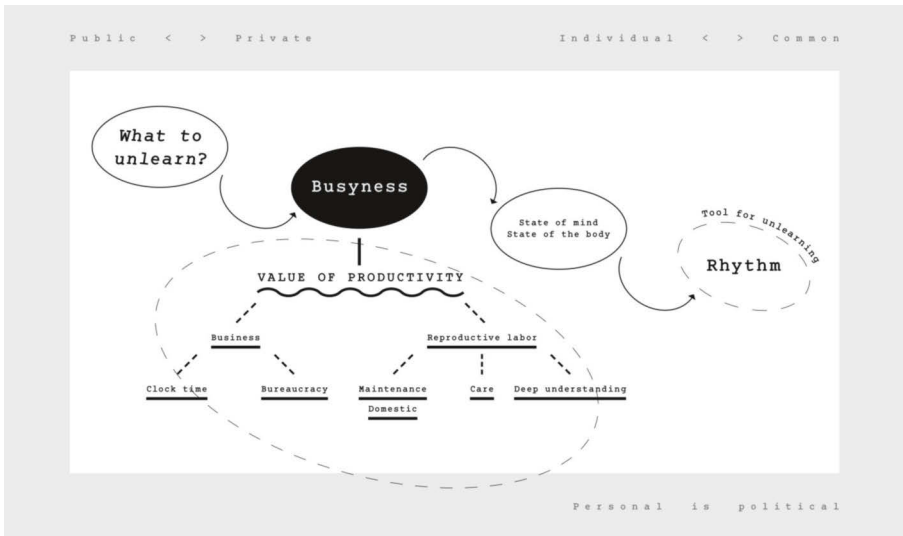 Public < > Private
Individual < > Common
What to
unlearn?
Busyness
State of mind
State of the body
Tool for unlearning
Rhythm
VALUE OF PRODUCTIVITY
Business
Reproductive labor
Clock time
Bureaucracy
Maintenance
Care
Deep understanding
Domestic
Personal is political